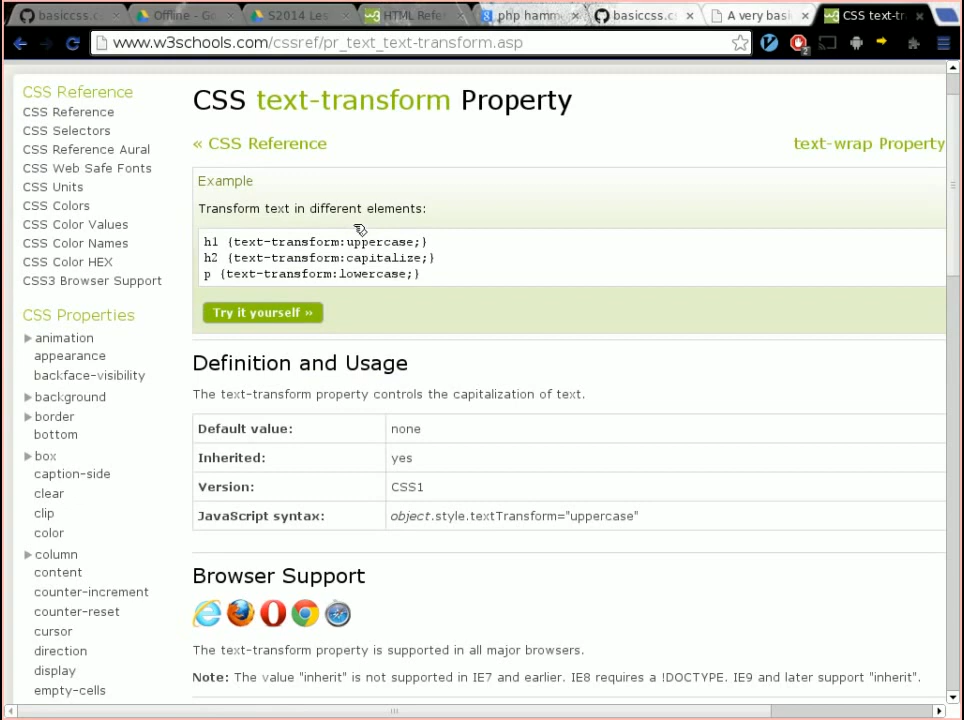 basiccss.c
Offline - Go
S2014 Les
HTML Refe
php hamm
basiccss.c
A very basi
CSS text-tr
www.w3schools.com/cssref/pr_text_text-transform.asp
2
CSS Reference
CSS Reference
CSS Selectors
CSS Reference Aural
CSS Web Safe Fonts
CSS Units
CSS Colors
CSS Color Values
CSS Color Names
CSS Color HEX
CSS3 Browser Support
CSS Properties
animation
appearance
backface-visibility
background
border
bottom
box
caption-side
clear
clip
color
column
content
counter-increment
counter-reset
cursor
direction
display
empty-cells
CSS text-transform Property
« CSS Reference
text-wrap Property
Example
Transform text in different elements:
h1 {text-transform:uppercase;}
h2 {text-transform:capitalize;}
p {text-transform:lowercase;}
Try it yourself »
Definition and Usage
The text-transform property controls the capitalization of text.
Default value: none
Inherited: yes
Version: CSS1
JavaScript syntax: object.style.textTransform="uppercase"
Browser Support
The text-transform property is supported in all major browsers.
Note: The value "inherit" is not supported in IE7 and earlier. IE8 requires a !DOCTYPE. IE9 and later support "inherit".